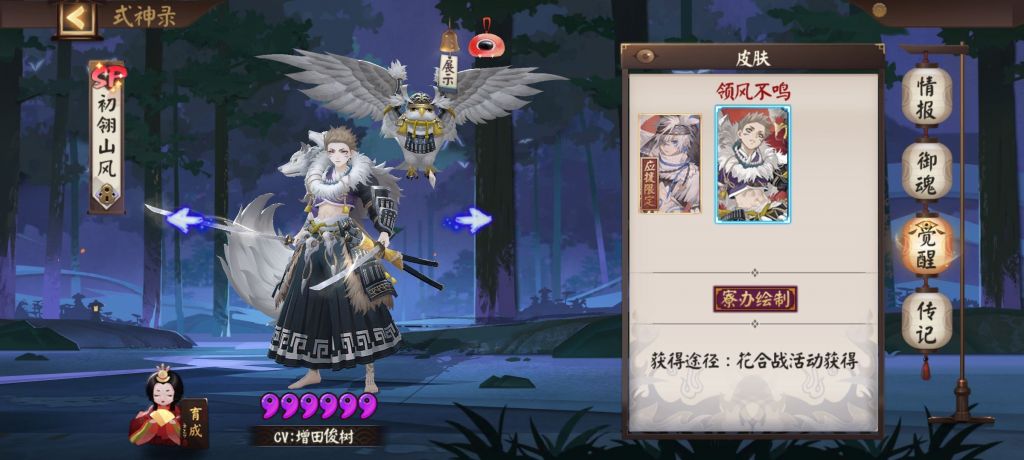 式神录
SP
初翎山风
展示
999999
CV:增田俊树
育成
皮肤
领风不鸣
应援限定
寮办绘制
获得途径：花合战活动获得
情报
御魂
觉醒
传记